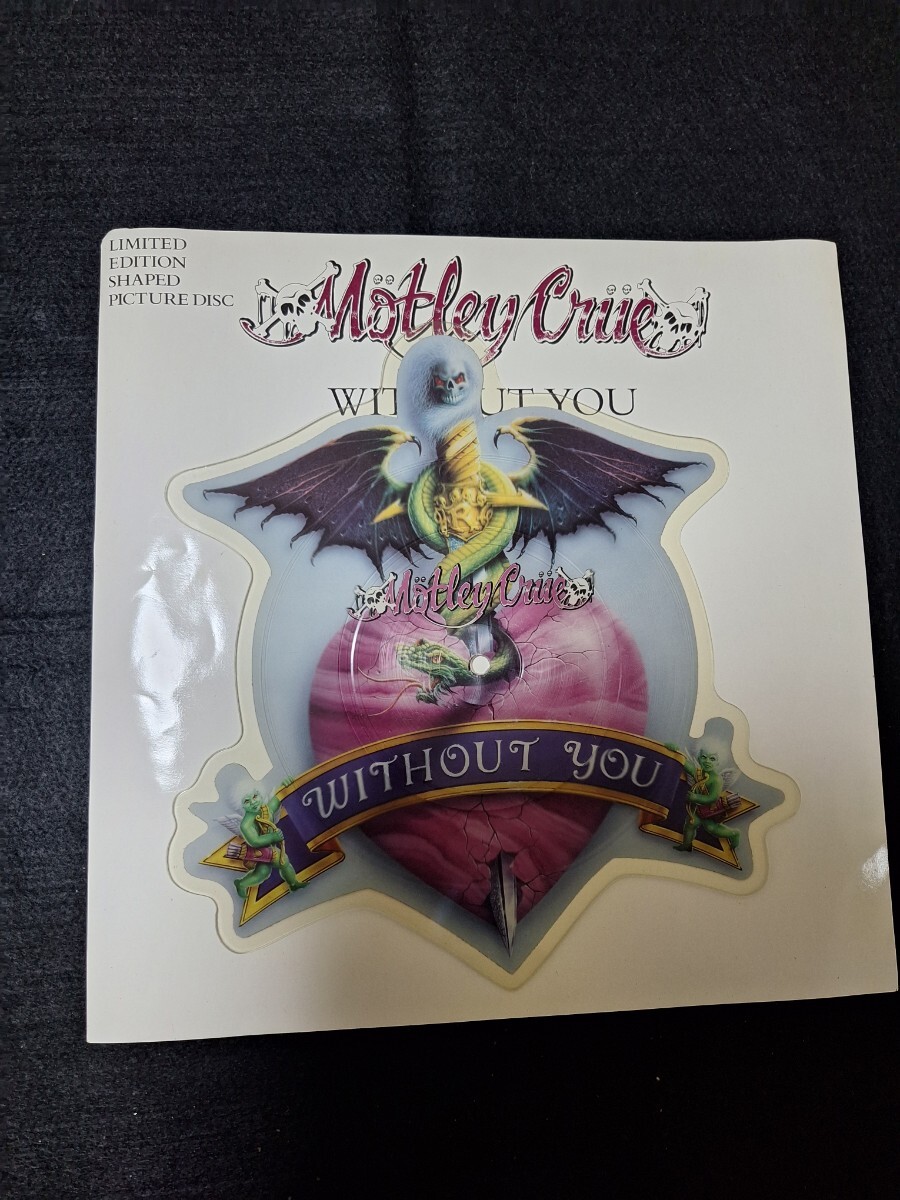 LIMITED
EDITION
SHAPED
PICTURE DISC
Mötley Crüe
WIT UT YOU
Mötley Crüe
WITHOUT YOU